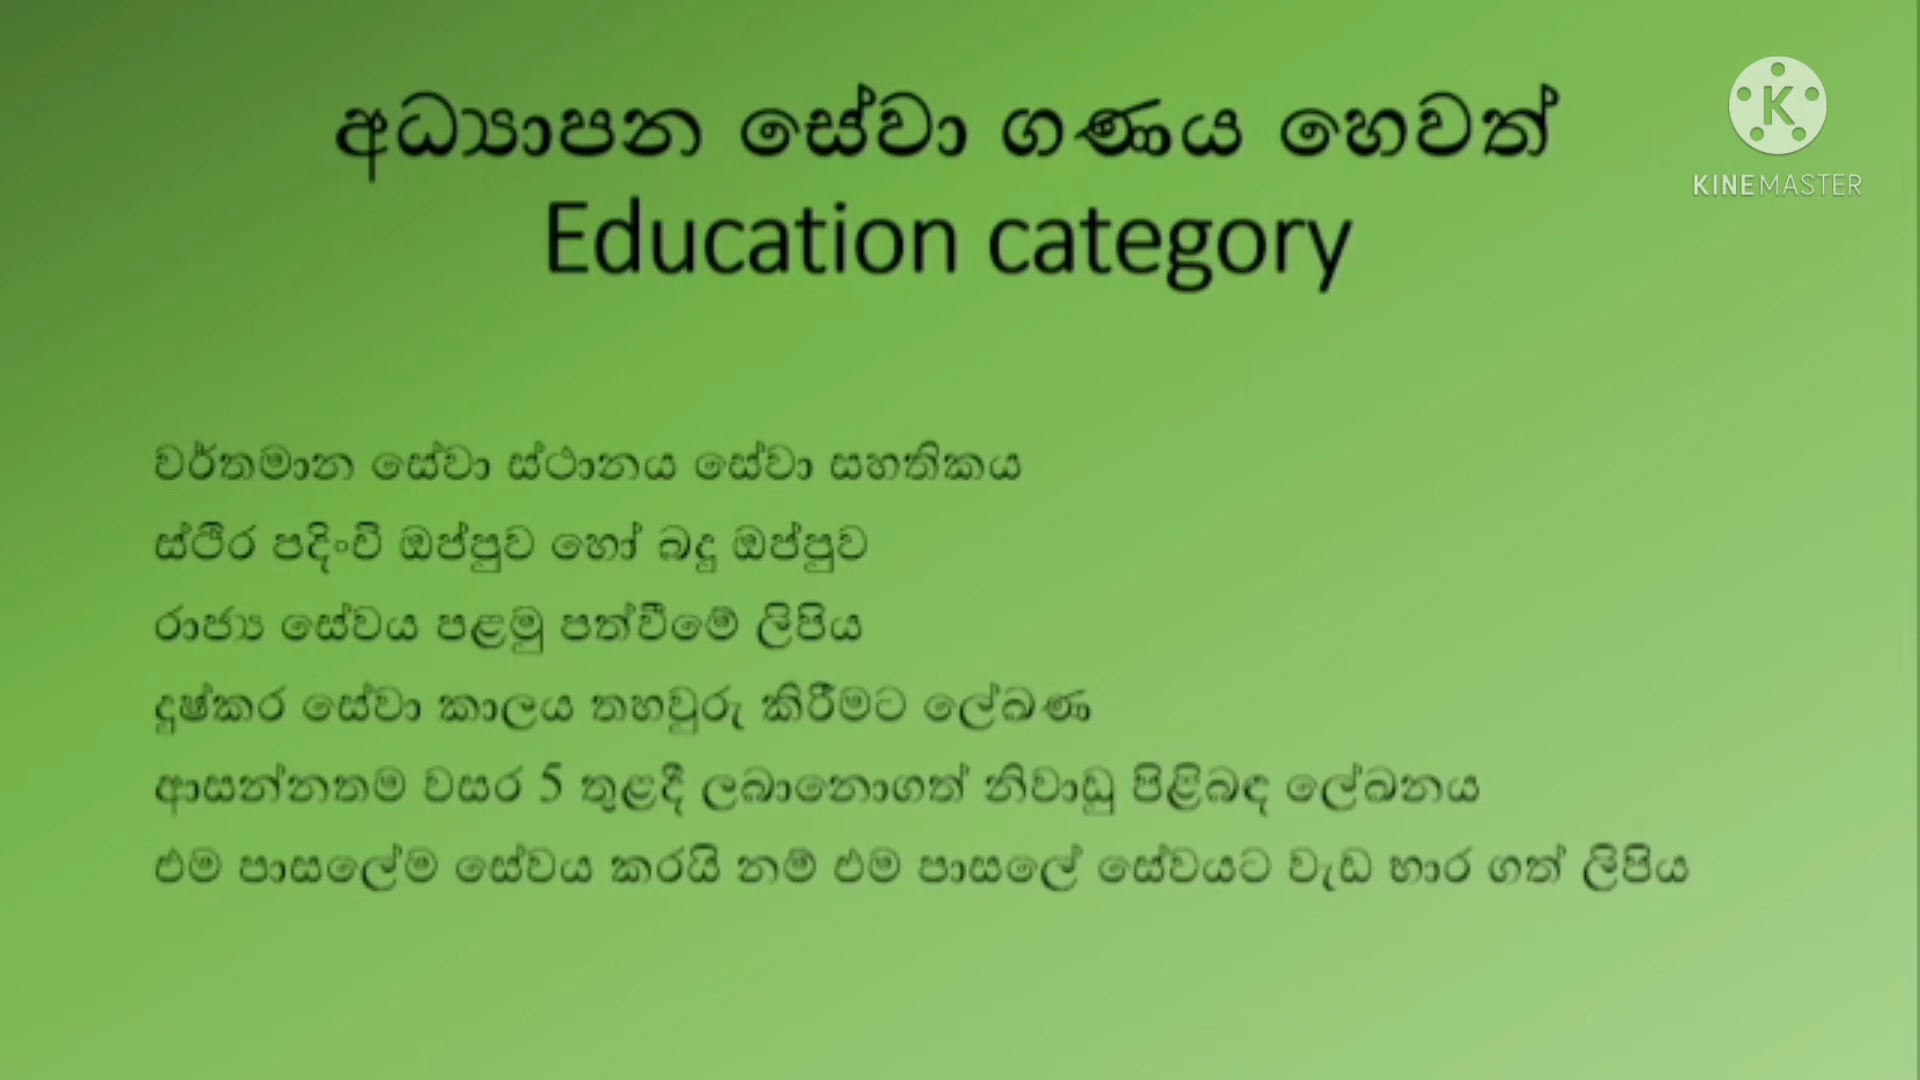 අධ්‍යාපන සේවා ගණය හෙවත්
Education category
KINEMASTER
වර්තමාන සේවා ස්ථානය සේවා සහතිකය
ස්ථිර පදිංචි ඔප්පුව හෝ බදු ඔප්පුව
රාජ්‍ය සේවය පළමු පත්වීමේ ලිපිය
දුෂ්කර සේවා කාලය තහවුරු කිරීමට ලේඛණ
ආසන්නතම වසර 5 තුළදී ලබානොගත් නිවාඩු පිළිබඳ ලේඛනය
එම පාසලේම සේවය කරයි නම් එම පාසලේ සේවයට වැඩ භාර ගත් ලිපිය